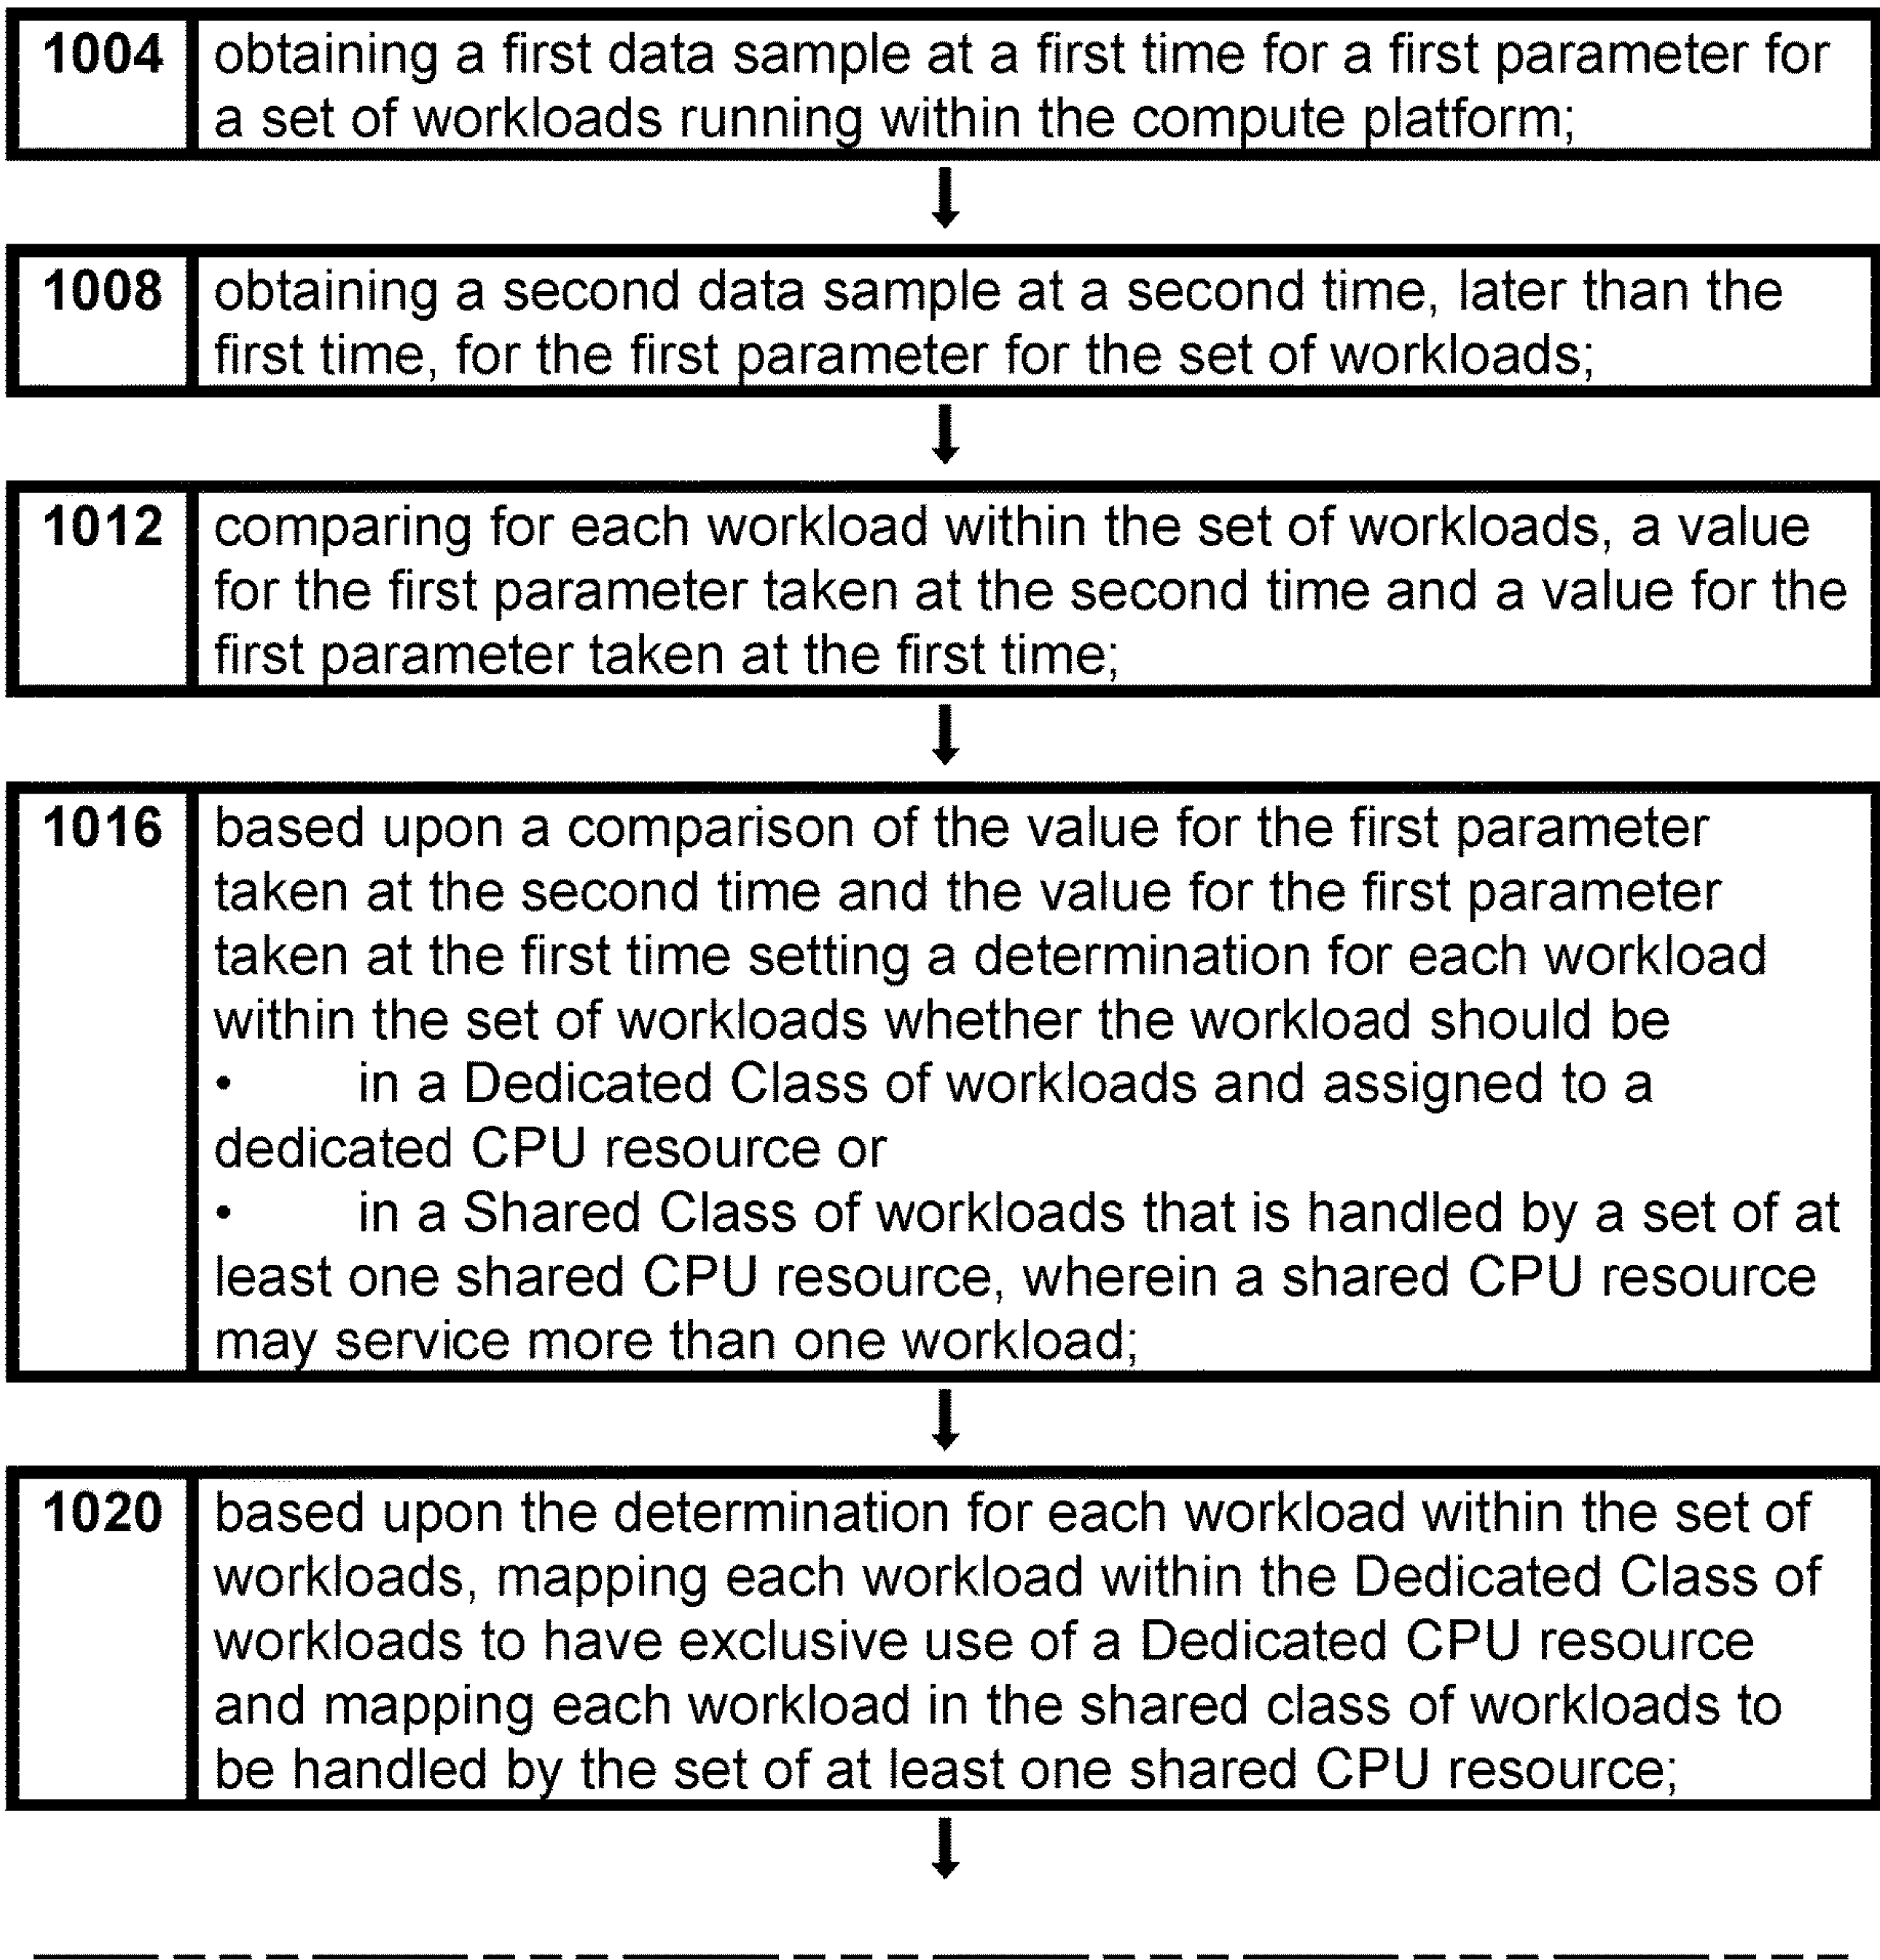 1004 obtaining a first data sample at a first time for a first parameter for
a set of workloads running within the compute platform;
1008 obtaining a second data sample at a second time, later than the
first time, for the first parameter for the set of workloads;
1012 comparing for each workload within the set of workloads, a value
for the first parameter taken at the second time and a value for the
first parameter taken at the first time;
1016 based upon a comparison of the value for the first parameter
taken at the second time and the value for the first parameter
taken at the first time setting a determination for each workload
within the set of workloads whether the workload should be
• in a Dedicated Class of workloads and assigned to a
dedicated CPU resource or
• in a Shared Class of workloads that is handled by a set of at
least one shared CPU resource, wherein a shared CPU resource
may service more than one workload;
1020 based upon the determination for each workload within the set of
workloads, mapping each workload within the Dedicated Class of
workloads to have exclusive use of a Dedicated CPU resource
and mapping each workload in the shared class of workloads to
be handled by the set of at least one shared CPU resource;